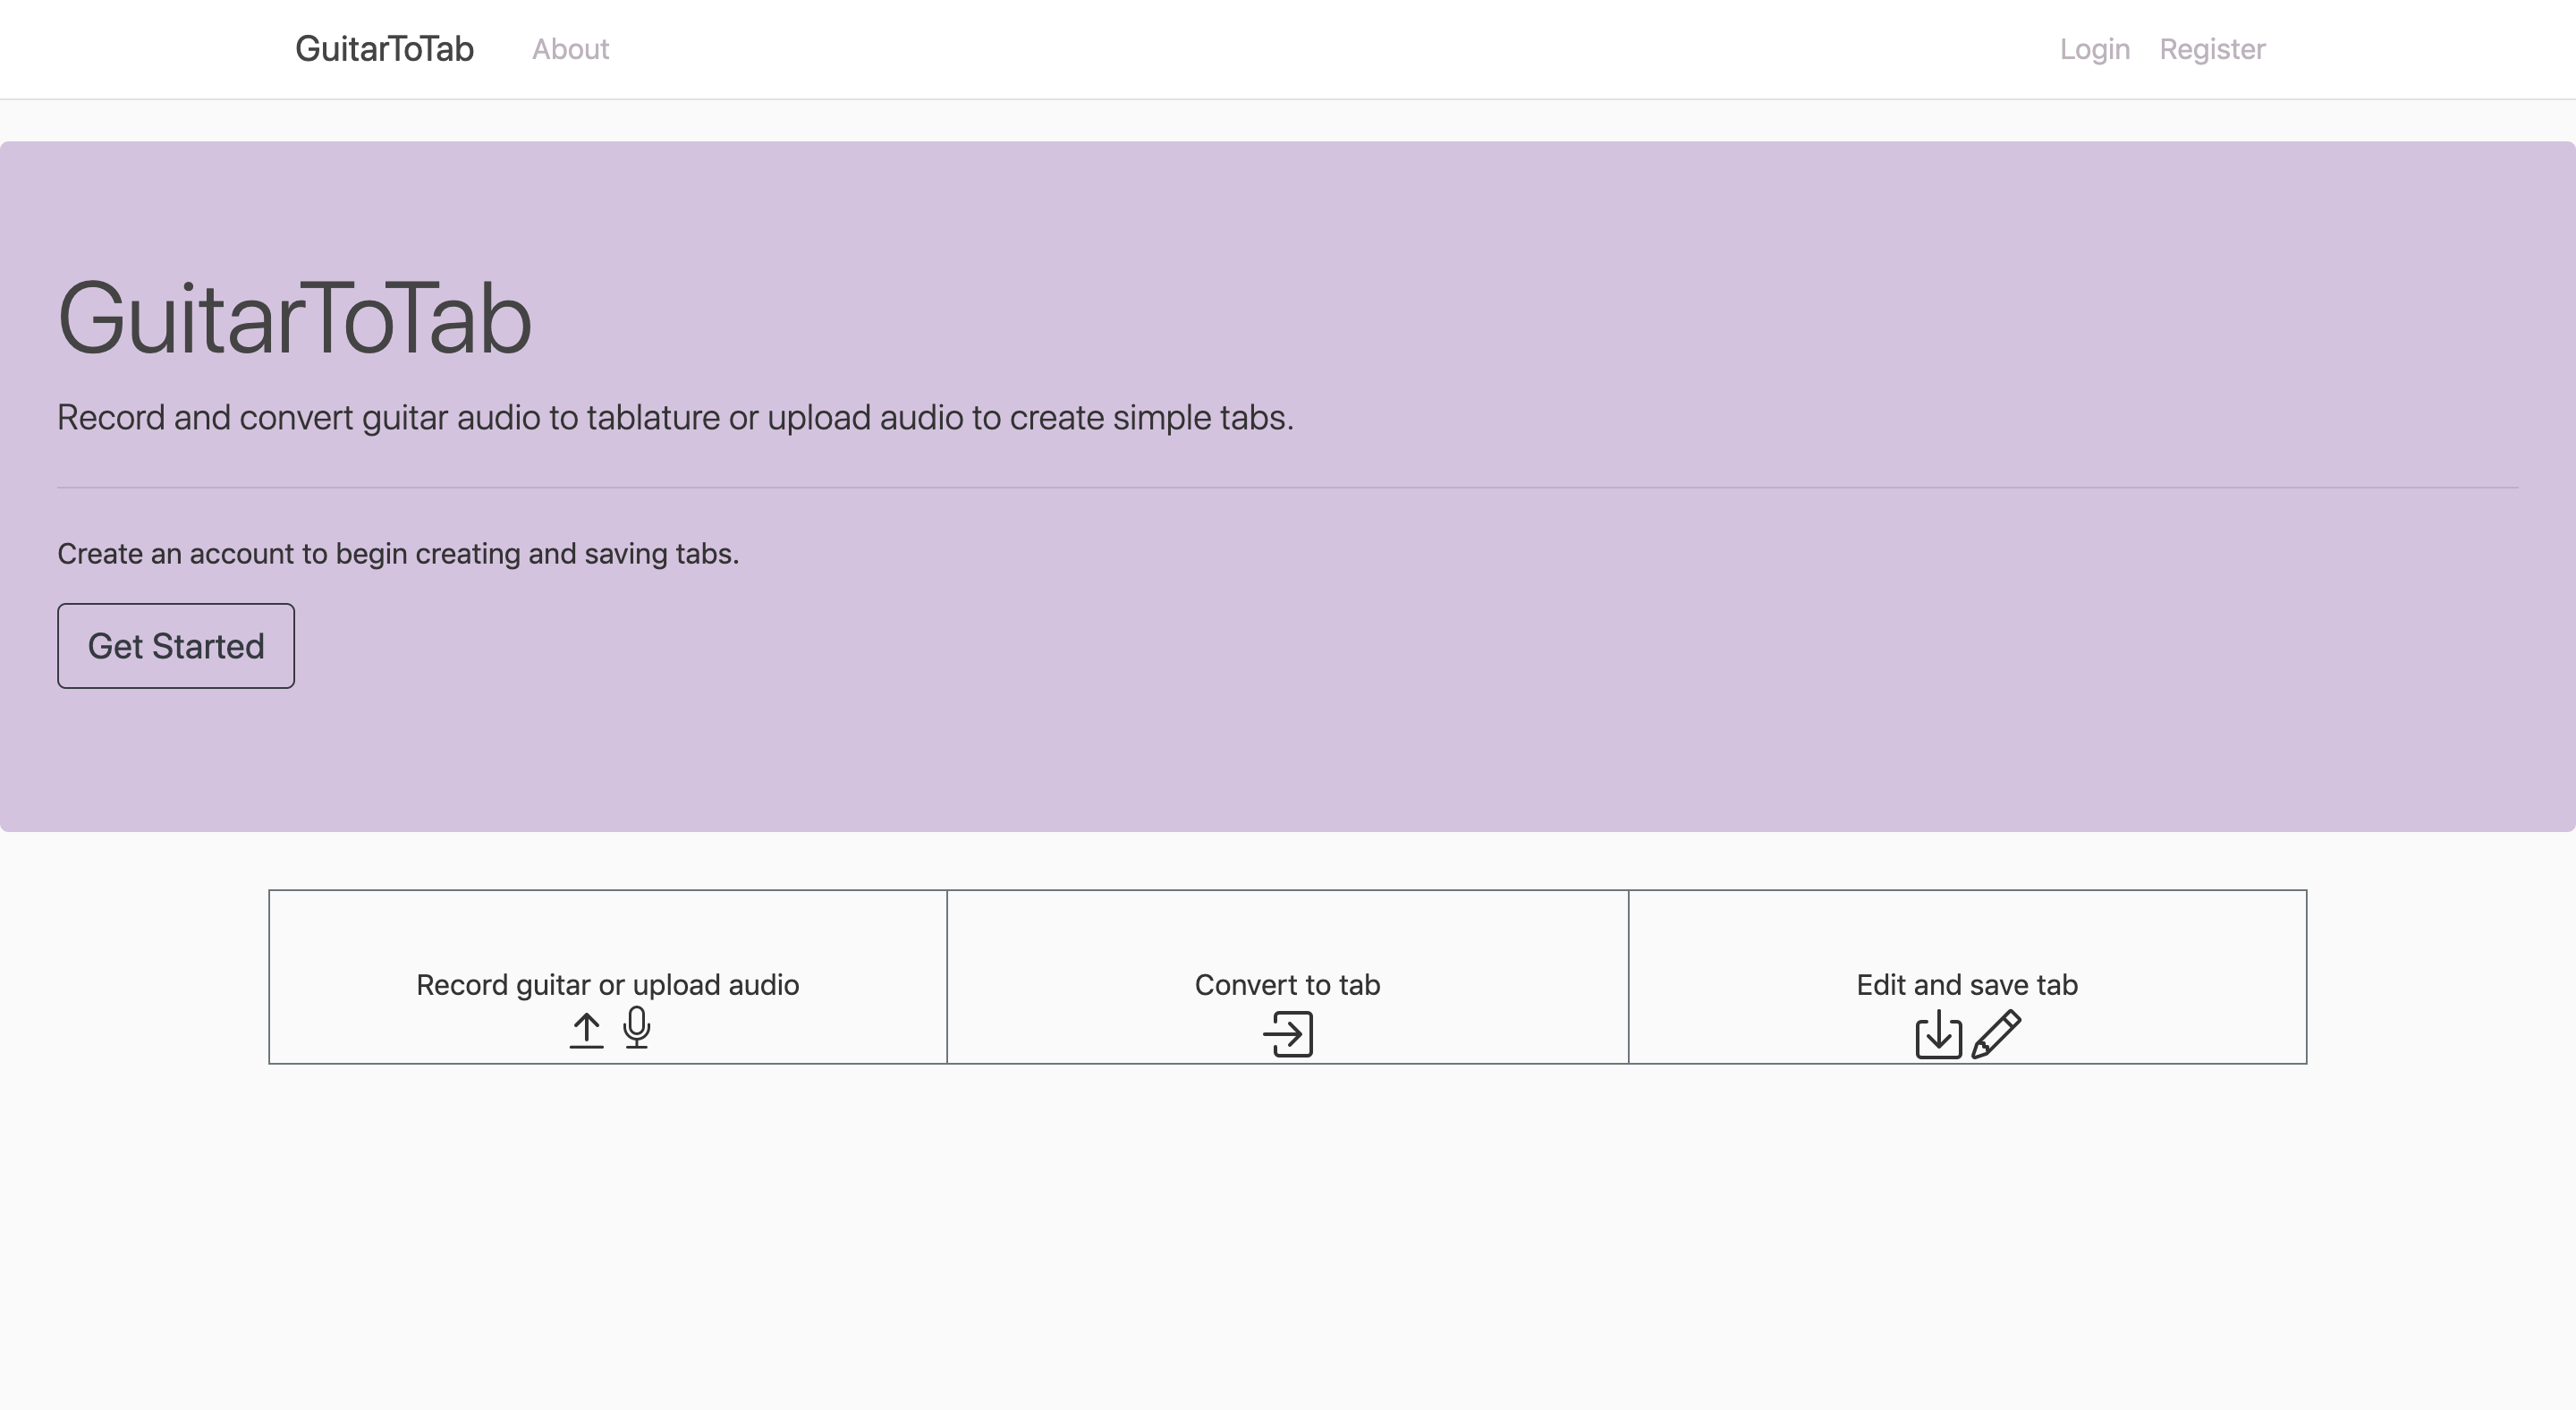 GuitarToTab About Login Register
GuitarToTab
Record and convert guitar audio to tablature or upload audio to create simple tabs.
Create an account to begin creating and saving tabs.
Get Started
Record guitar or upload audio
Convert to tab
Edit and save tab